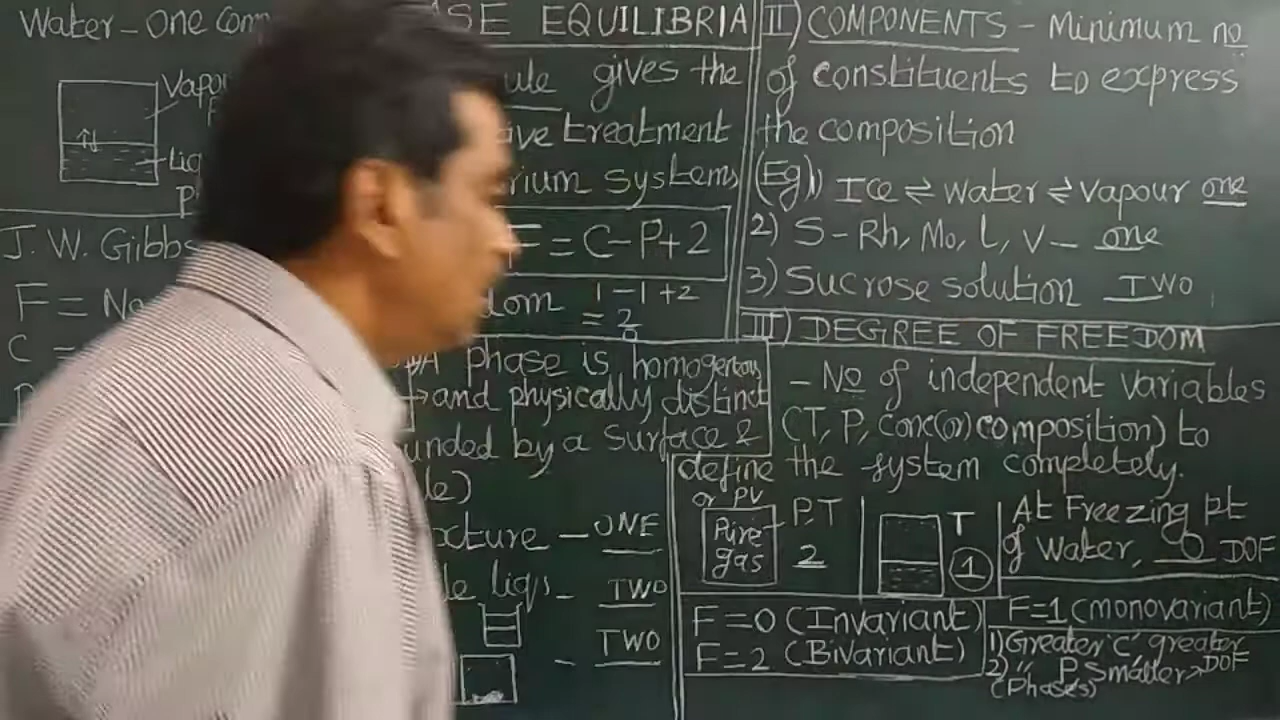 Water - one com
Vapou
Liq
P
J. W. Gibbs
F = No
C =
P
SE EQUILIBRIA
ule gives the
ive treatment
rium systems
F = C-P+2
dom 1-1+2
= 2
A phase is homogenous
and physically distinct
unded by a surface &
le)
xture - ONE
le liqs - TWO
- TWO
II) COMPONENTS - Minimum no
of constituents to express
the composition
(Eg) 1) Ice ⇌ water ⇌ Vapour one
2) S - Rh, Mo, L, V - one
3) Sucrose solution TWO
III) DEGREE OF FREEDOM
- No of independent variables
(T, P, conc(or) composition) to
define the system completely.
or PV
Pure gas
P,T
2
T
1
At Freezing pt
of water, 0 DOF
F=0 (Invariant)
F=2 (Bivariant)
F=1 (monovariant)
1) Greater 'C' greater
DOF
2) " P smaller
(Phases)